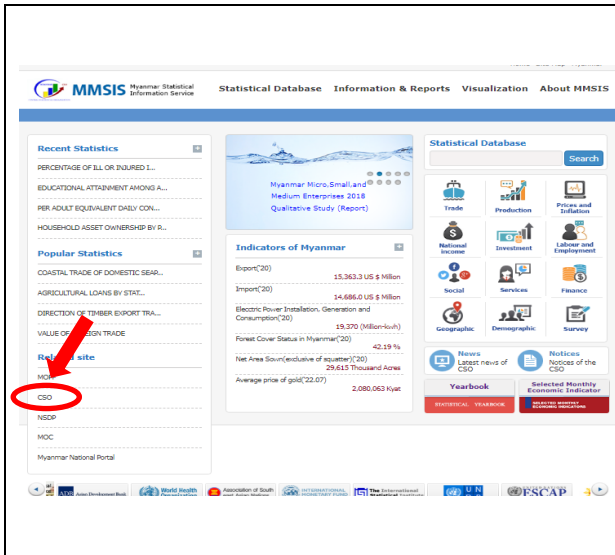 MMSIS Myanmar Statistical
Information Service
Statistical Database Information & Reports Visualization About MMSIS
Recent Statistics
PERCENTAGE OF ILL OR INJURED I...
EDUCATIONAL ATTAINMENT AMONG A...
PER ADULT EQUIVALENT DAILY CON...
HOUSEHOLD ASSET OWNERSHIP BY R...
Popular Statistics
COASTAL TRADE OF DOMESTIC SEAP...
AGRICULTURAL LOANS BY STAT...
DIRECTION OF TIMBER EXPORT TRA...
VALUE OF TRADE
site
CSO
NSDP
MOC
Myanmar National Portal
Myanmar Micro,Small,and
Medium Enterprises 2018
Qualitative Study (Report)
Indicators of Myanmar
Export('20)
15,363.3 US $ Million
Import('20)
14,686.0 US $ Million
Electric Power Installation, Generation and
Consumption('20)
19.370 (Million-kwh)
Forest Cover Status in Myanmar('20)
42.19 %
Net Area Sown(exclusive of squatter)('20)
29,615 Thousand Acres
Average price of gold('22.07)
2,080.063 Kyat
Statistical Database
Search
Trade
Production
Prices and
Inflation
National
income
Investment
Labour and
Employment
Social
Services
Finance
Geographic
Demographic
Survey
News
Latest news of
CSO
Notices
Notices of the
CSO
Yearbook
STATISTICAL YEARBOOK
Selected Monthly
Economic Indicator
SELECTED MONTHLY
ECONOMIC INDICATORS
ADB Asian Development Bank
World Health
Organization
Association of South
east Asian Nations
INTERNATIONAL
MONETARY FUND
The International
Statistical Institute
UN
ESCAP